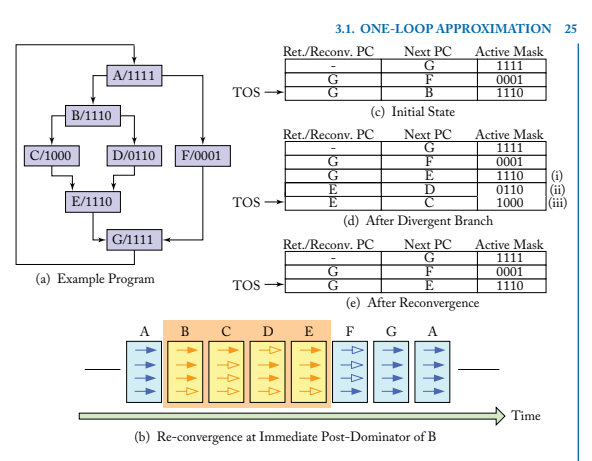 3.1. ONE-LOOP APPROXIMATION 25
A/1111
B/1110
C/1000 D/0110 F/0001
E/1110
G/1111
(a) Example Program
Ret./Reconv. PC Next PC Active Mask
- G 1111
G F 0001
TOS G B 1110
(c) Initial State
Ret./Reconv. PC Next PC Active Mask
- G 1111
G F 0001
G E 1110 (i)
E D 0110 (ii)
TOS E C 1000 (iii)
(d) After Divergent Branch
Ret./Reconv. PC Next PC Active Mask
- G 1111
G F 0001
TOS G E 1110
(e) After Reconvergence
A B C D E F G A
Time
(b) Re-convergence at Immediate Post-Dominator of B